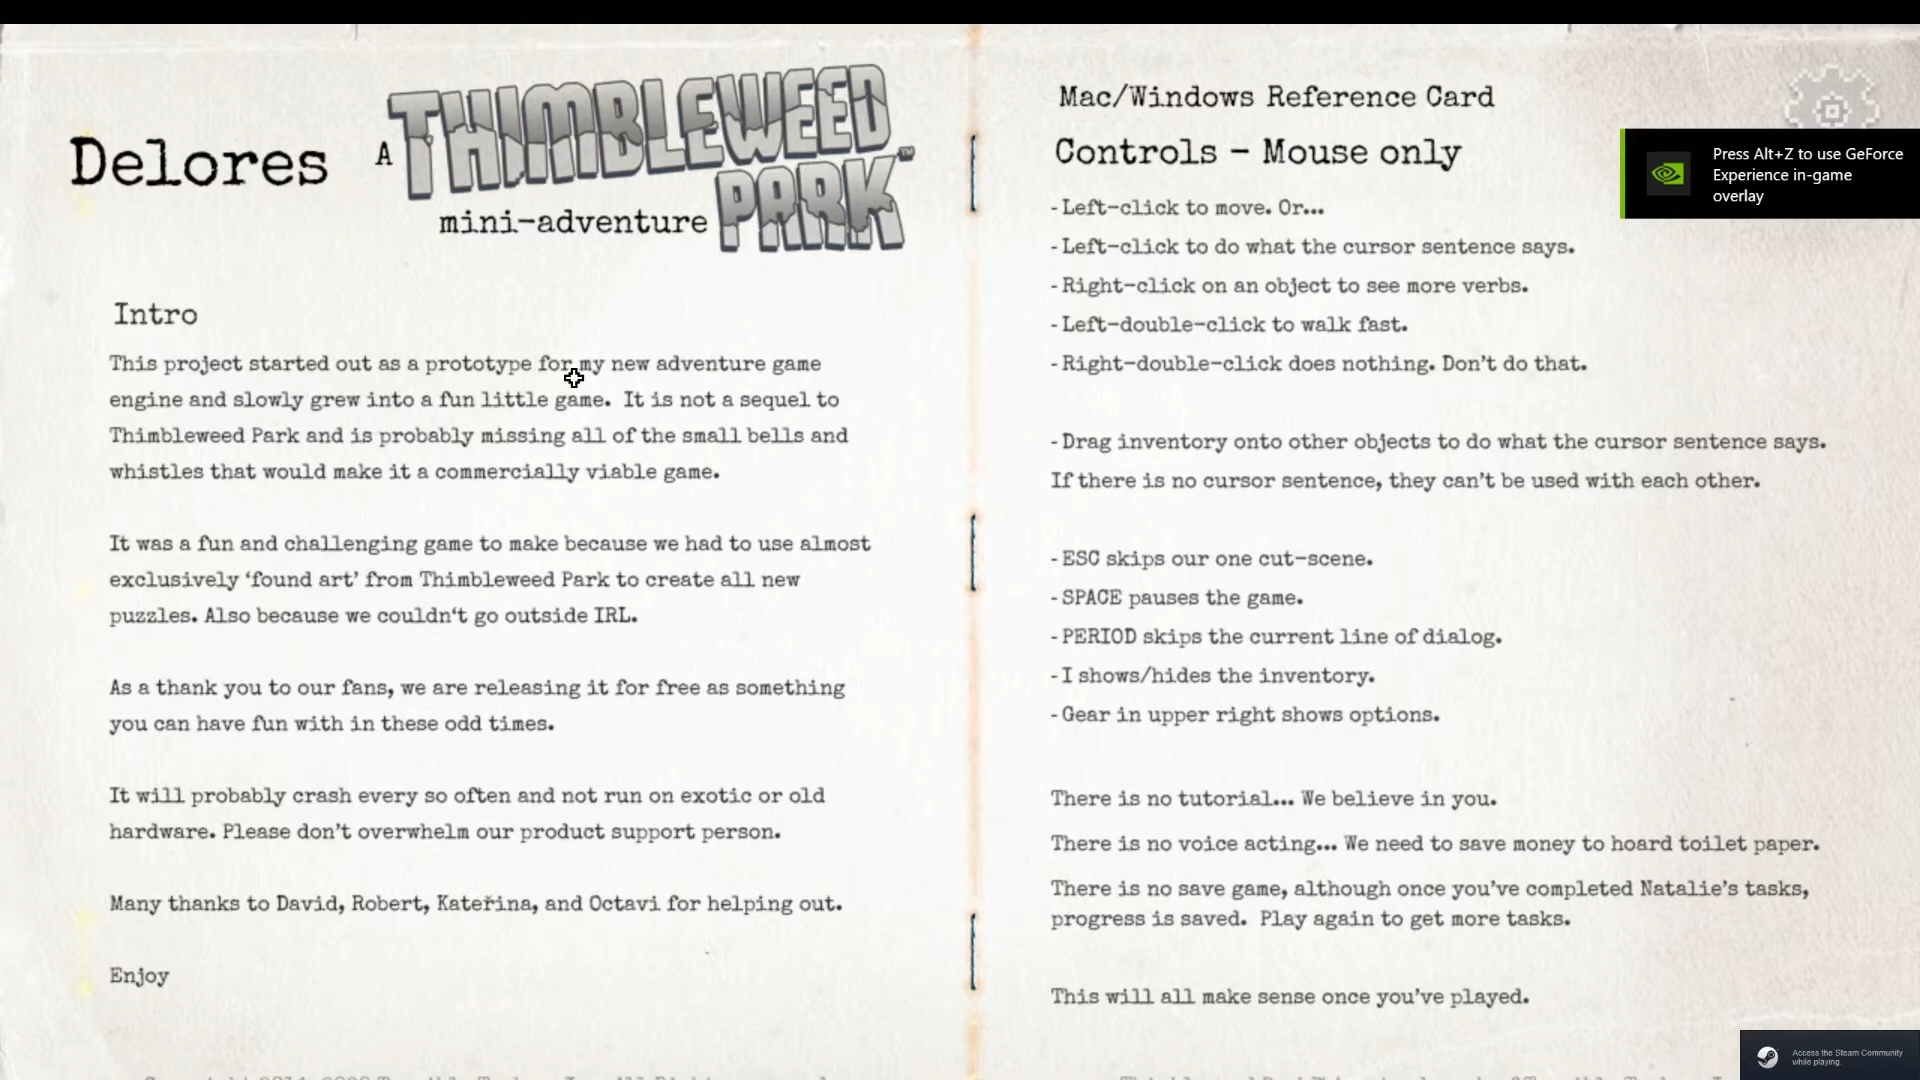 Delores A THIMBLEWEED PARK™
mini-adventure
Intro
This project started out as a prototype for my new adventure game
engine and slowly grew into a fun little game.  It is not a sequel to
Thimbleweed Park and is probably missing all of the small bells and
whistles that would make it a commercially viable game.
It was a fun and challenging game to make because we had to use almost
exclusively ‘found art’ from Thimbleweed Park to create all new
puzzles. Also because we couldn‘t go outside IRL.
As a thank you to our fans, we are releasing it for free as something
you can have fun with in these odd times.
It will probably crash every so often and not run on exotic or old
hardware. Please don’t overwhelm our product support person.
Many thanks to David, Robert, Kateřina, and Octavi for helping out.
Enjoy
Mac/Windows Reference Card
Controls - Mouse only
-Left-click to move. Or...
-Left-click to do what the cursor sentence says.
-Right-click on an object to see more verbs.
-Left-double-click to walk fast.
-Right-double-click does nothing. Don’t do that.
-Drag inventory onto other objects to do what the cursor sentence says.
If there is no cursor sentence, they can’t be used with each other.
-ESC skips our one cut-scene.
-SPACE pauses the game.
-PERIOD skips the current line of dialog.
-I shows/hides the inventory.
-Gear in upper right shows options.
There is no tutorial... We believe in you.
There is no voice acting... We need to save money to hoard toilet paper.
There is no save game, although once you’ve completed Natalie’s tasks,
progress is saved.  Play again to get more tasks.
This will all make sense once you’ve played.
Press Alt+Z to use GeForce
Experience in-game
overlay
Access the Steam Community
while playing.